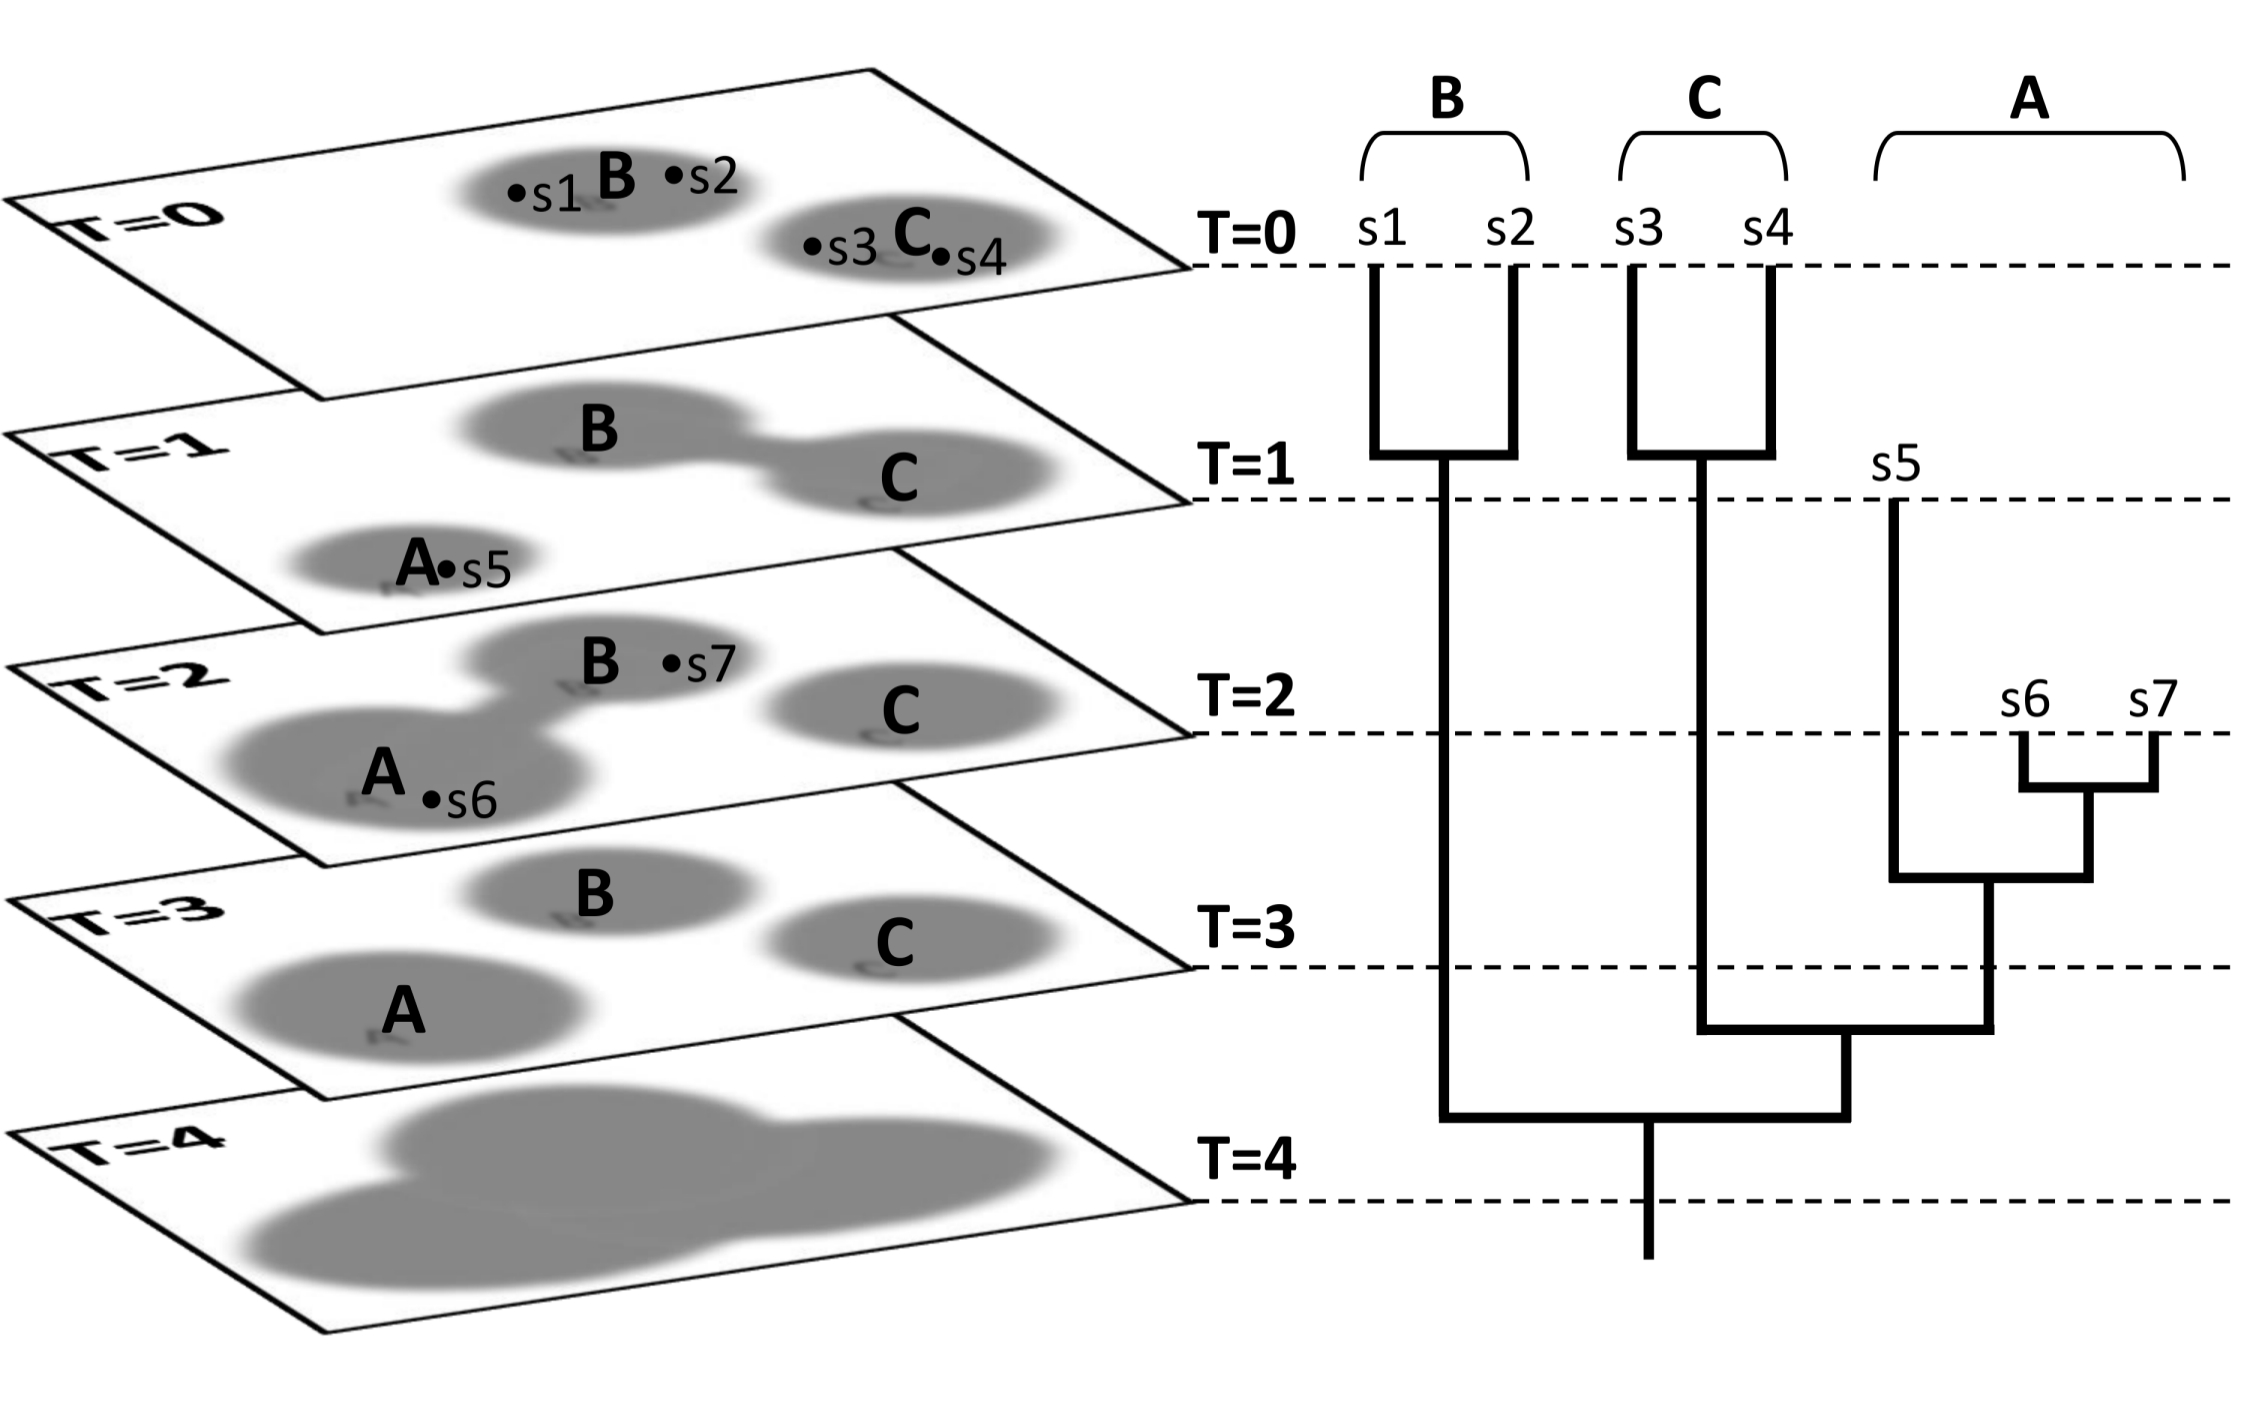 T=0
B
s1
s2
C
s3
s4
T=1
B
C
A
s5
T=2
B
s7
C
A
s6
T=3
B
C
A
T=4
B C A
T=0 s1 s2 s3 s4
T=1 s5
T=2 s6 s7
T=3
T=4